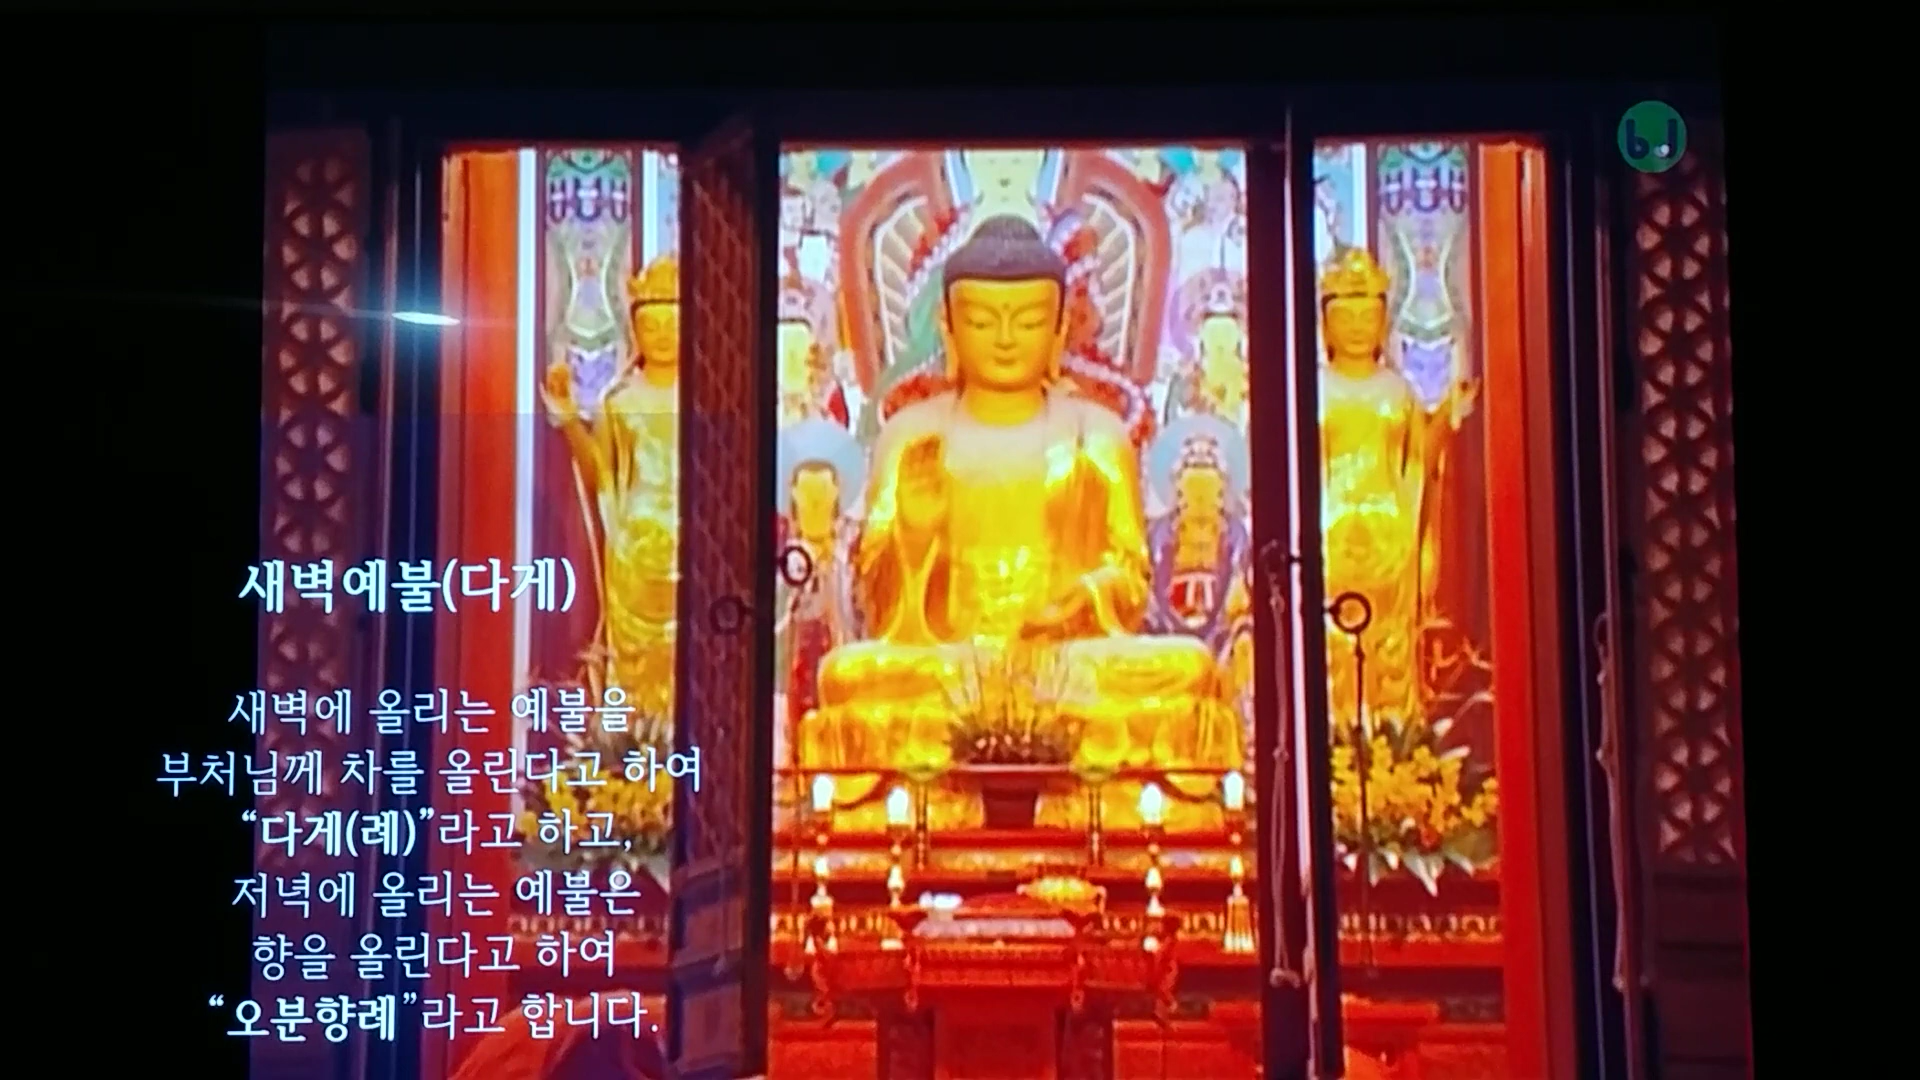 bul
새벽예불(다게)
새벽에 올리는 예불을
부처님께 차를 올린다고 하여
“다게(례)”라고 하고,
저녁에 올리는 예불은
향을 올린다고 하여
“오분향례”라고 합니다.